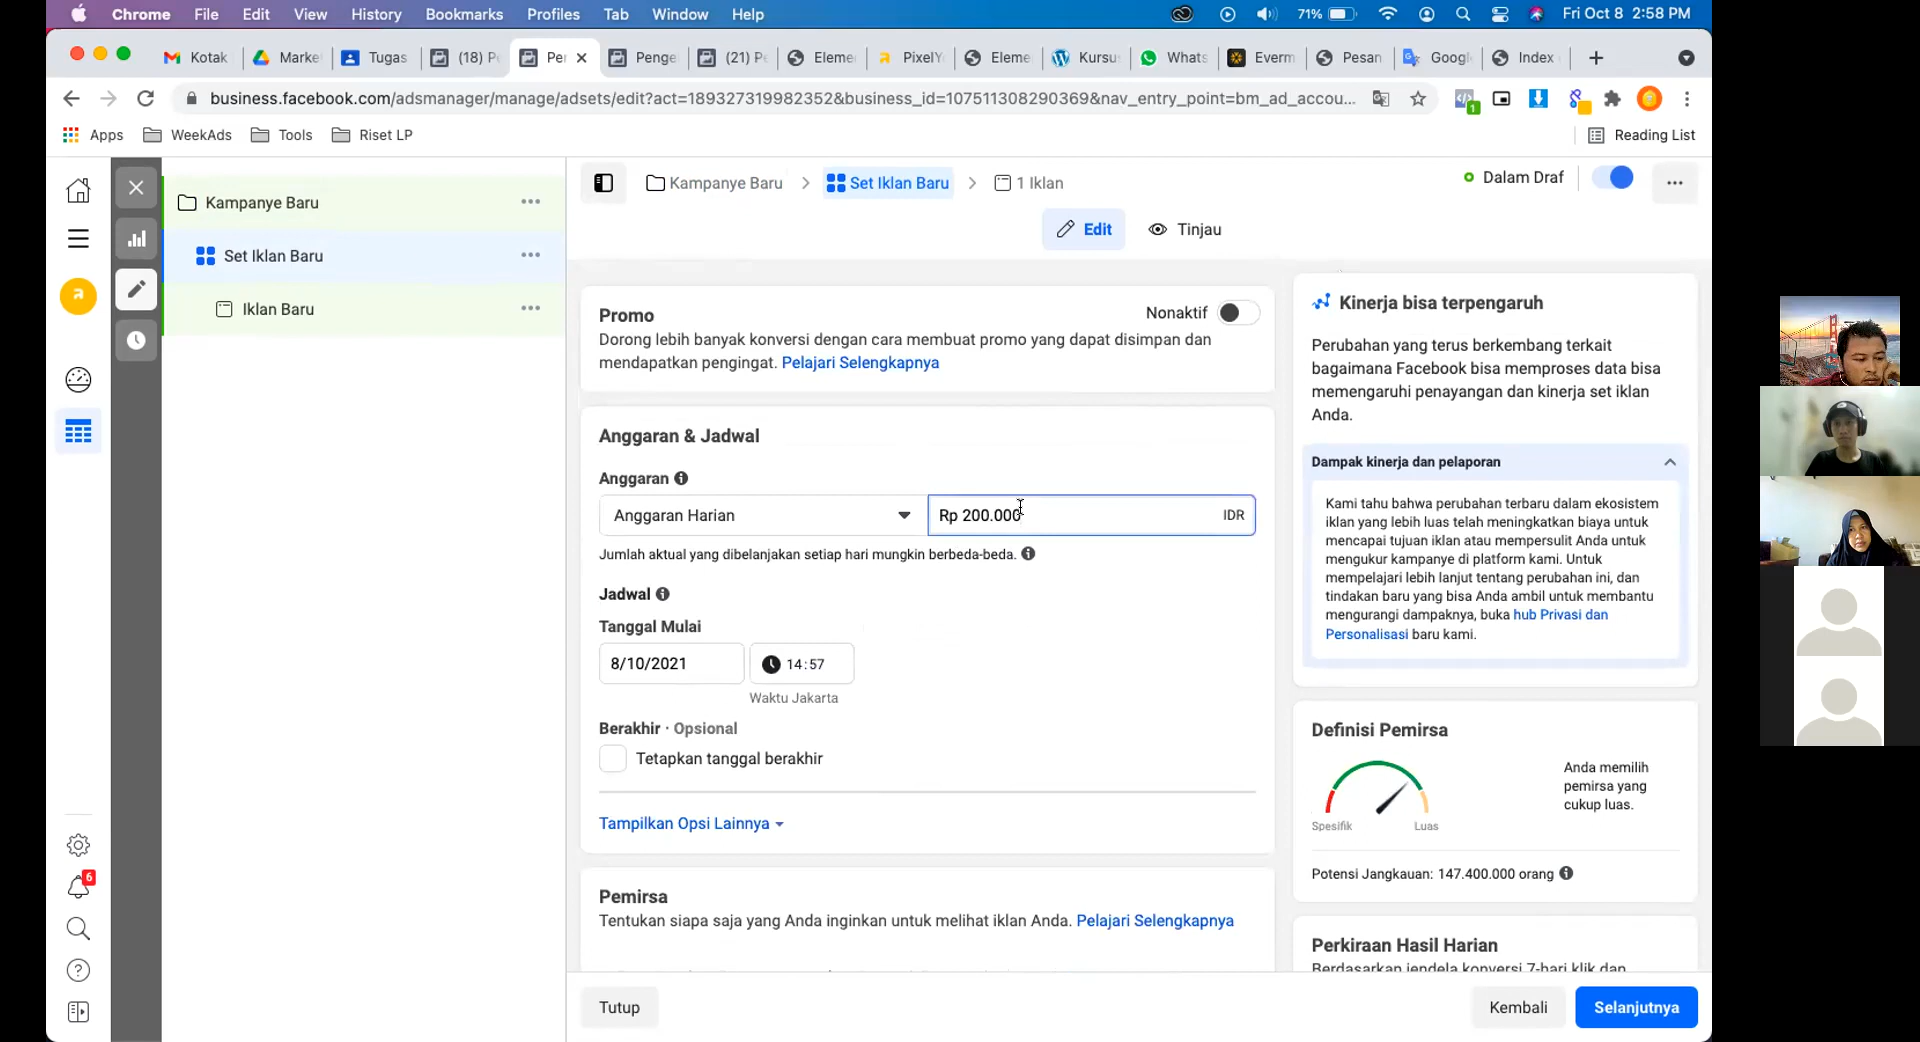 Chrome File Edit View History Bookmarks Profiles Tab Window Help 71% Fri Oct 8 2:58 PM
Kotak Marke Tugas (18) P Per Penge (21) P Eleme PixelY Eleme Kursu Whats Everm Pesan Googl Index
business.facebook.com/adsmanager/manage/adsets/edit?act=189327319982352&business_id=107511308290369&nav_entry_point=bm_ad_accou... 1
Apps WeekAds Tools Riset LP Reading List
Kampanye Baru
Set Iklan Baru
Iklan Baru
Kampanye Baru Set Iklan Baru 1 Iklan
Dalam Draf
Edit Tinjau
Promo
Nonaktif
Dorong lebih banyak konversi dengan cara membuat promo yang dapat disimpan dan
mendapatkan pengingat. Pelajari Selengkapnya
Anggaran & Jadwal
Anggaran
Anggaran Harian Rp 200.000 IDR
Jumlah aktual yang dibelanjakan setiap hari mungkin berbeda-beda.
Jadwal
Tanggal Mulai
8/10/2021 14:57
Waktu Jakarta
Berakhir · Opsional
Tetapkan tanggal berakhir
Tampilkan Opsi Lainnya
Pemirsa
Tentukan siapa saja yang Anda inginkan untuk melihat iklan Anda. Pelajari Selengkapnya
Kinerja bisa terpengaruh
Perubahan yang terus berkembang terkait
bagaimana Facebook bisa memproses data bisa
memengaruhi penayangan dan kinerja set iklan
Anda.
Dampak kinerja dan pelaporan
Kami tahu bahwa perubahan terbaru dalam ekosistem
iklan yang lebih luas telah meningkatkan biaya untuk
mencapai tujuan iklan atau mempersulit Anda untuk
mengukur kampanye di platform kami. Untuk
mempelajari lebih lanjut tentang perubahan ini, dan
tindakan baru yang bisa Anda ambil untuk membantu
mengurangi dampaknya, buka hub Privasi dan
Personalisasi baru kami.
Definisi Pemirsa
Anda memilih
pemirsa yang
cukup luas.
Spesifik Luas
Potensi Jangkauan: 147.400.000 orang
Perkiraan Hasil Harian
Berdasarkan jendela konversi 7-hari klik dan
6
Tutup Kembali Selanjutnya